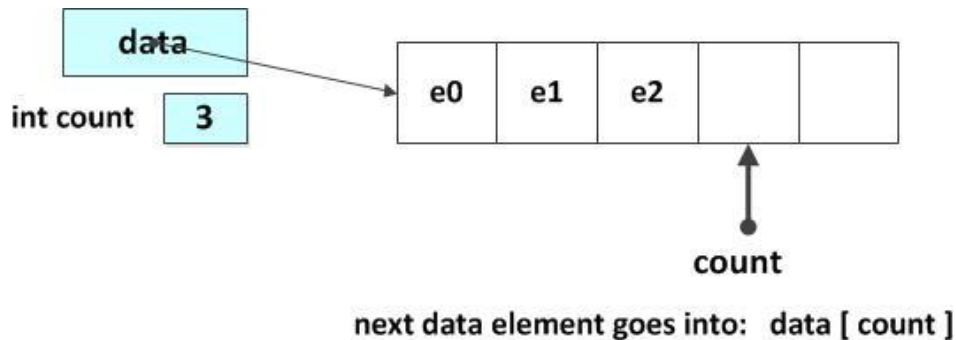 data
int count 3
e0 e1 e2
count
next data element goes into: data [ count ]